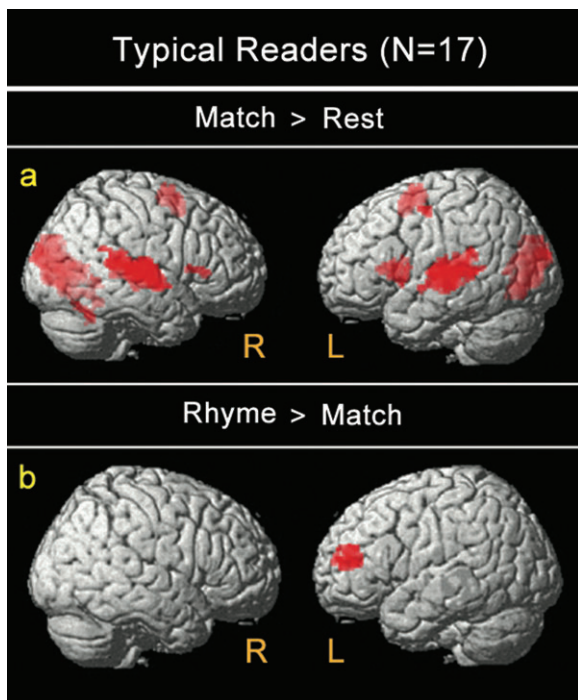 Typical Readers (N=17)
Match > Rest
a
R L
Rhyme > Match
b
R L